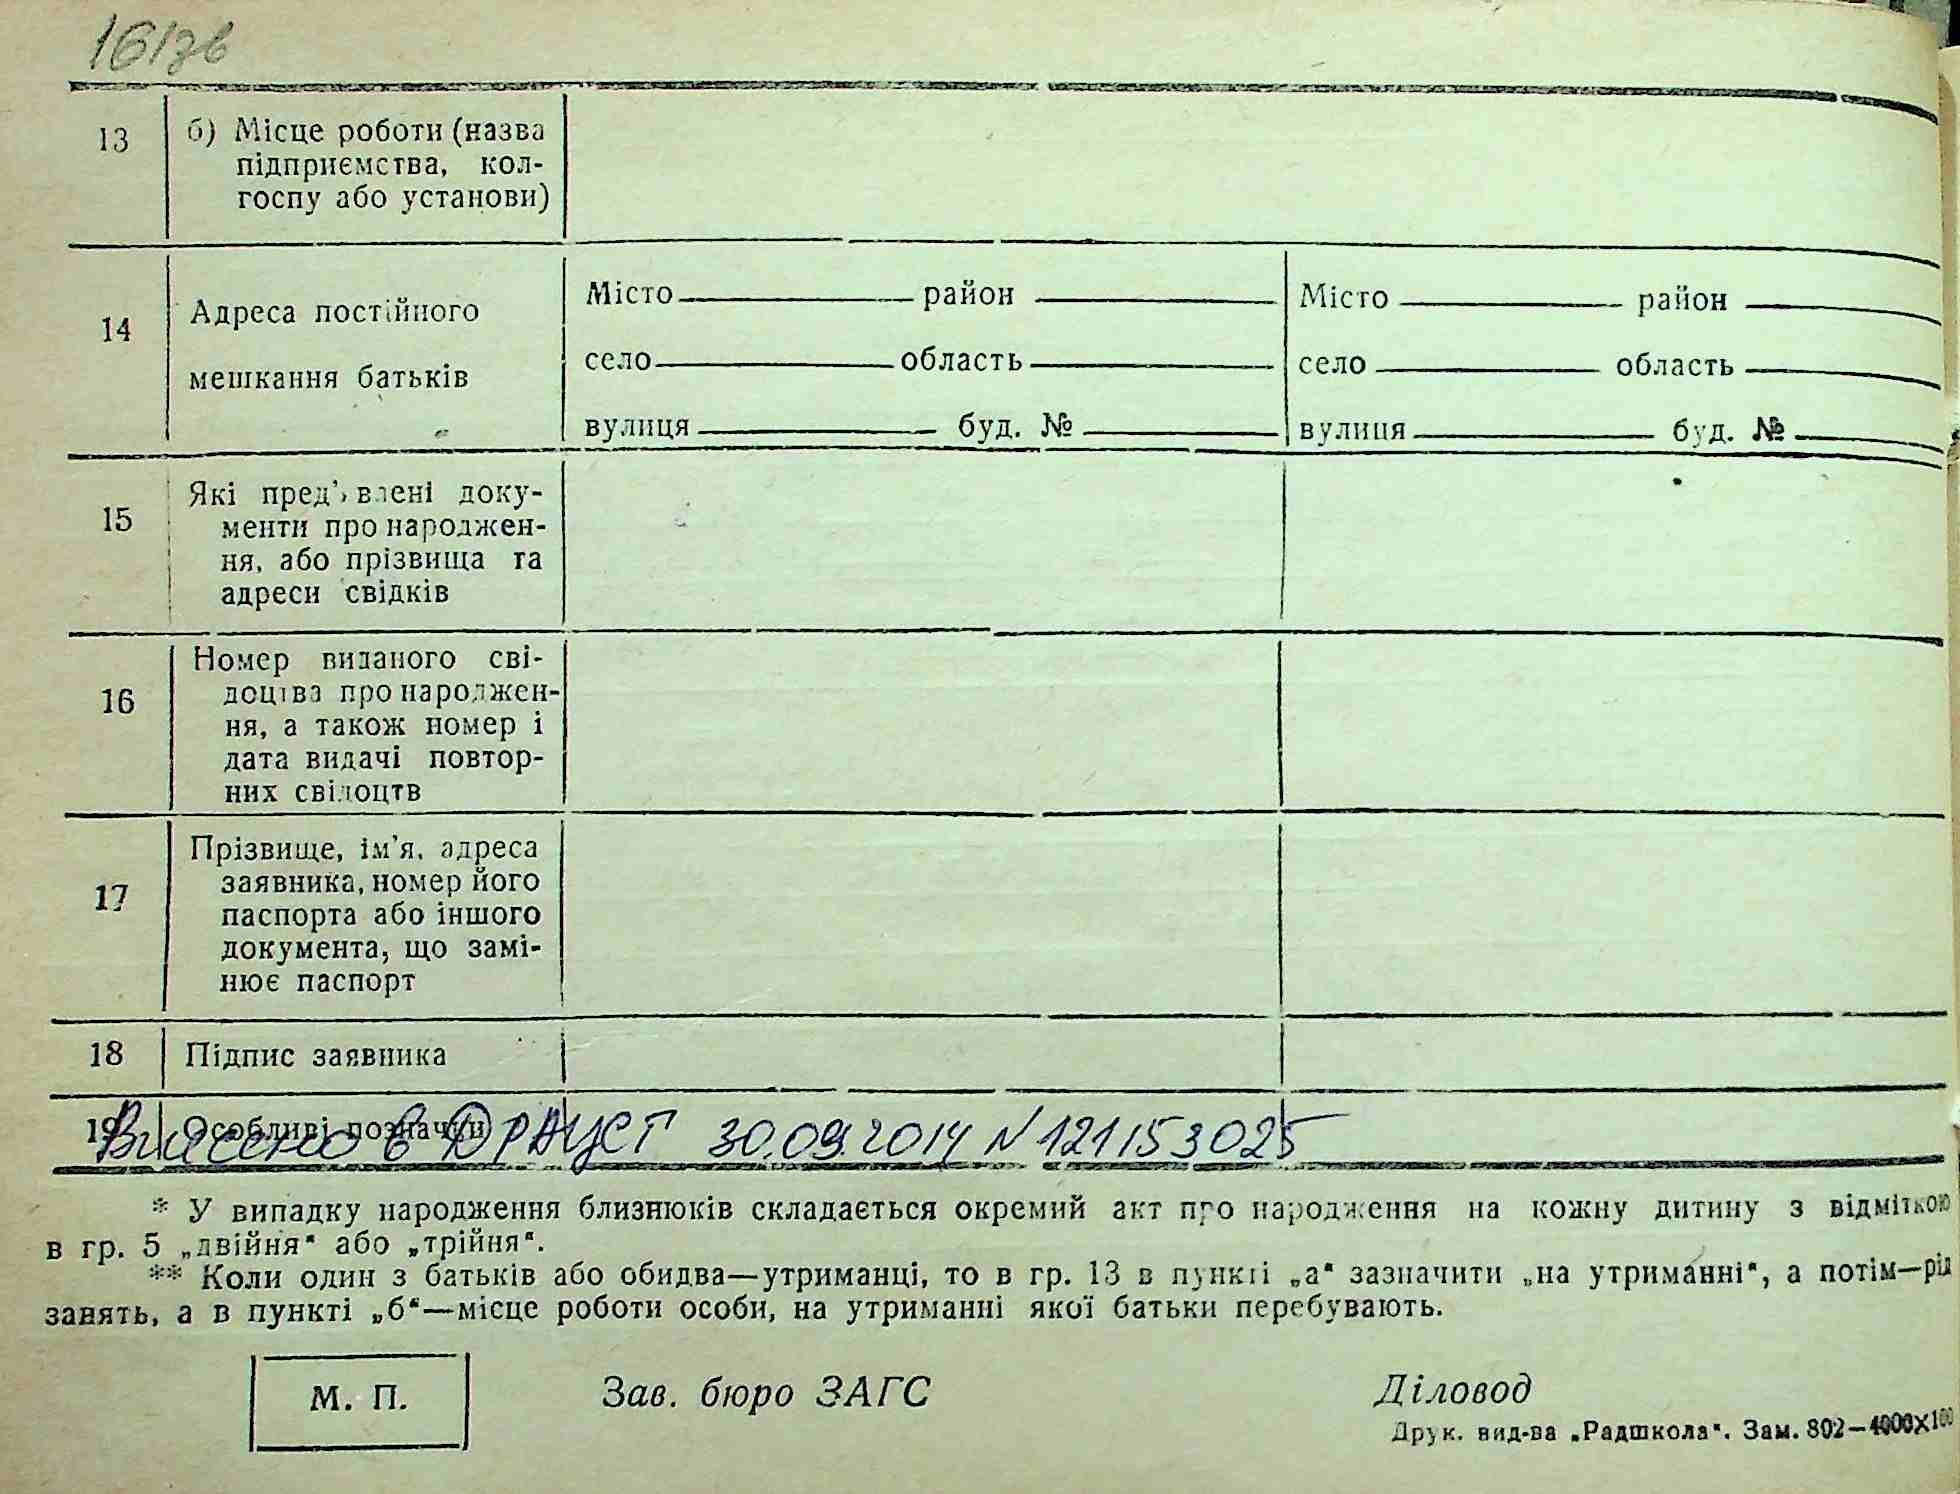 161зв
13 б) Місце роботи (назва
підприємства, кол-
госпу або установи)
14 Адреса постійного
мешкання батьків
Місто район Місто район
село область село область
вулиця буд. № вулиця буд. №
15 Які пред'явлені доку-
менти про народжен-
ня, або прізвища та
адреси свідків
16 Номер виданого сві-
доцтва про народжен-
ня, а також номер і
дата видачі повтор-
них свідоцтв
17 Прізвище, ім'я, адреса
заявника, номер його
паспорта або іншого
документа, що замі-
нює паспорт
18 Підпис заявника
19 Особливі позначки
Внесено в ДРАЦСГ 30.09.2014 N 121153025
* У випадку народження близнюків складається окремий акт про народження на кожну дитину з відміткою
в гр. 5 „двійня“ або „трійня“.
** Коли один з батьків або обидва—утриманці, то в гр. 13 в пункті „а“ зазначити „на утриманні“, а потім—рід
занять, а в пункті „б“—місце роботи особи, на утриманні якої батьки перебувають.
М. П. Зав. бюро ЗАГС Діловод
Друк. вид-ва „Радшкола“. Зам. 802—4000×100